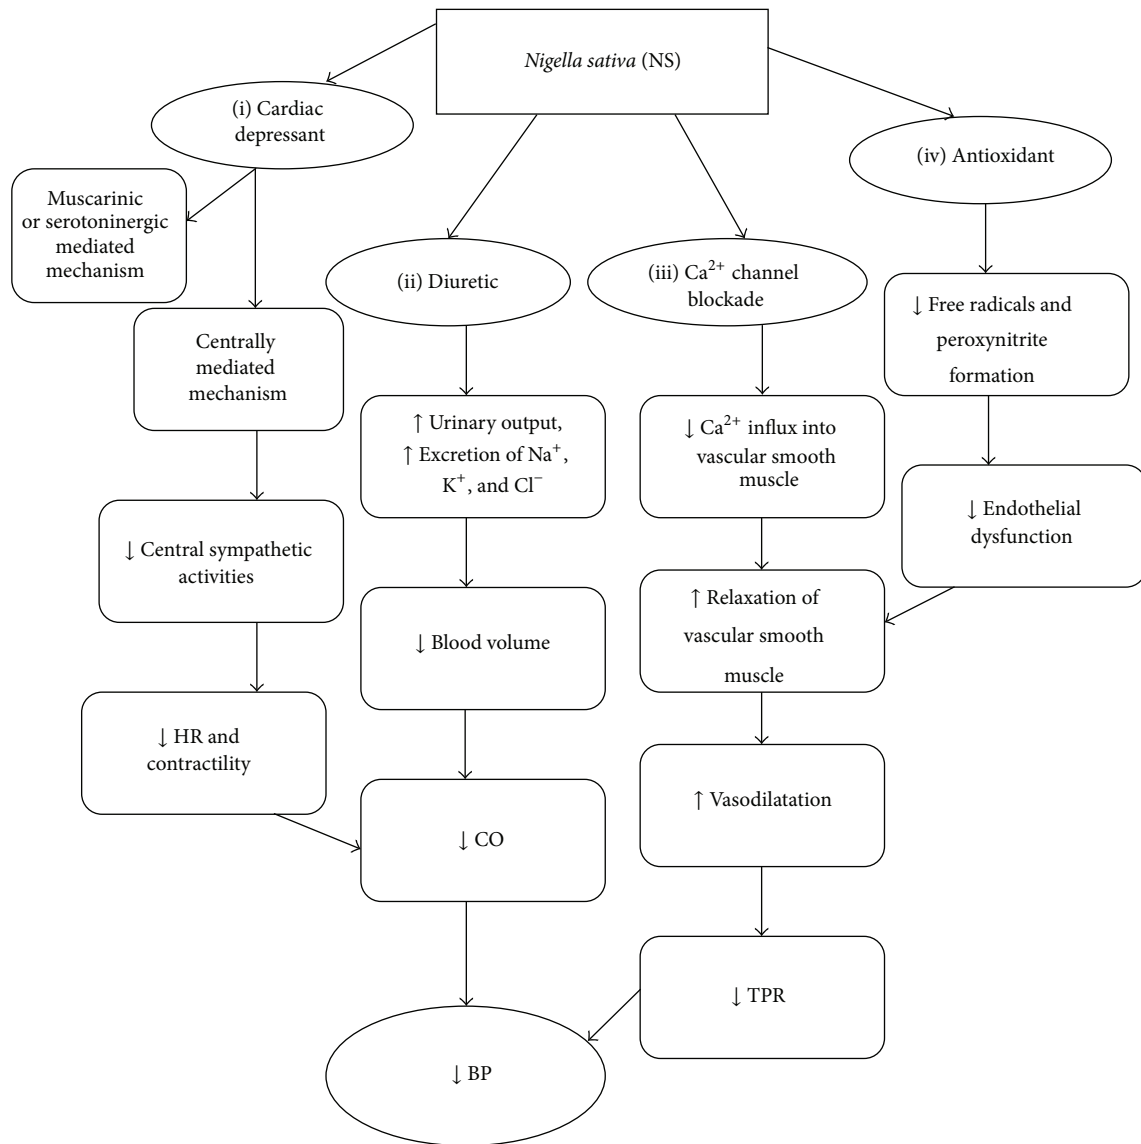 Nigella sativa (NS)
(i) Cardiac
depressant
(iv) Antioxidant
Muscarinic
or serotoninergic
mediated
mechanism
(ii) Diuretic
(iii) Ca²⁺ channel
blockade
↓ Free radicals and
peroxynitrite
formation
Centrally
mediated
mechanism
↑ Urinary output,
↑ Excretion of Na⁺,
K⁺, and Cl⁻
↓ Ca²⁺ influx into
vascular smooth
muscle
↓ Endothelial
dysfunction
↓ Central sympathetic
activities
↓ Blood volume
↑ Relaxation of
vascular smooth
muscle
↓ HR and
contractility
↓ CO
↑ Vasodilatation
↓ TPR
↓ BP